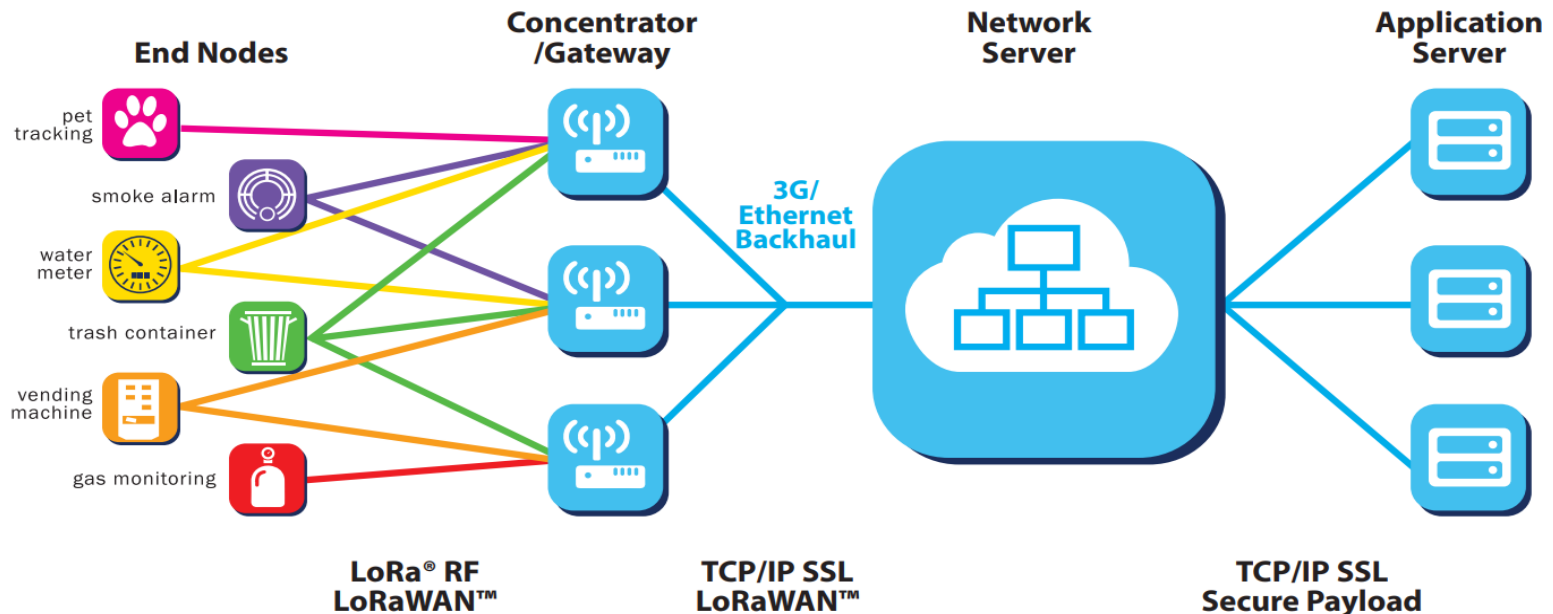 End Nodes
Concentrator
/Gateway
Network
Server
Application
Server
pet
tracking
smoke alarm
water
meter
trash container
vending
machine
gas monitoring
3G/
Ethernet
Backhaul
LoRa® RF
LoRaWAN™
TCP/IP SSL
LoRaWAN™
TCP/IP SSL
Secure Payload